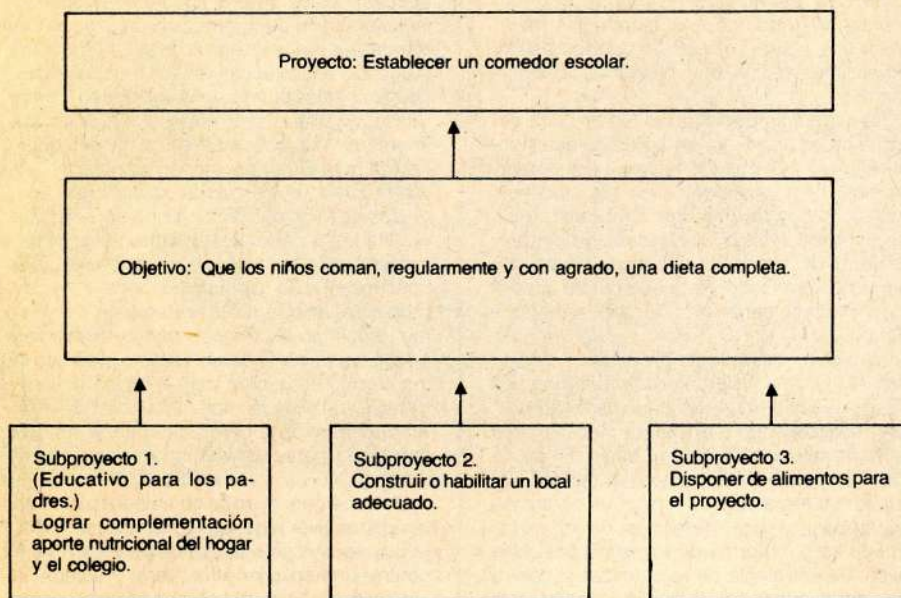 Proyecto: Establecer un comedor escolar.
Objetivo: Que los niños coman, regularmente y con agrado, una dieta completa.
Subproyecto 1.
(Educativo para los pa-
dres.)
Lograr complementación
aporte nutricional del hogar
y el colegio.
Subproyecto 2.
Construir o habilitar un local
adecuado.
Subproyecto 3.
Disponer de alimentos para
el proyecto.